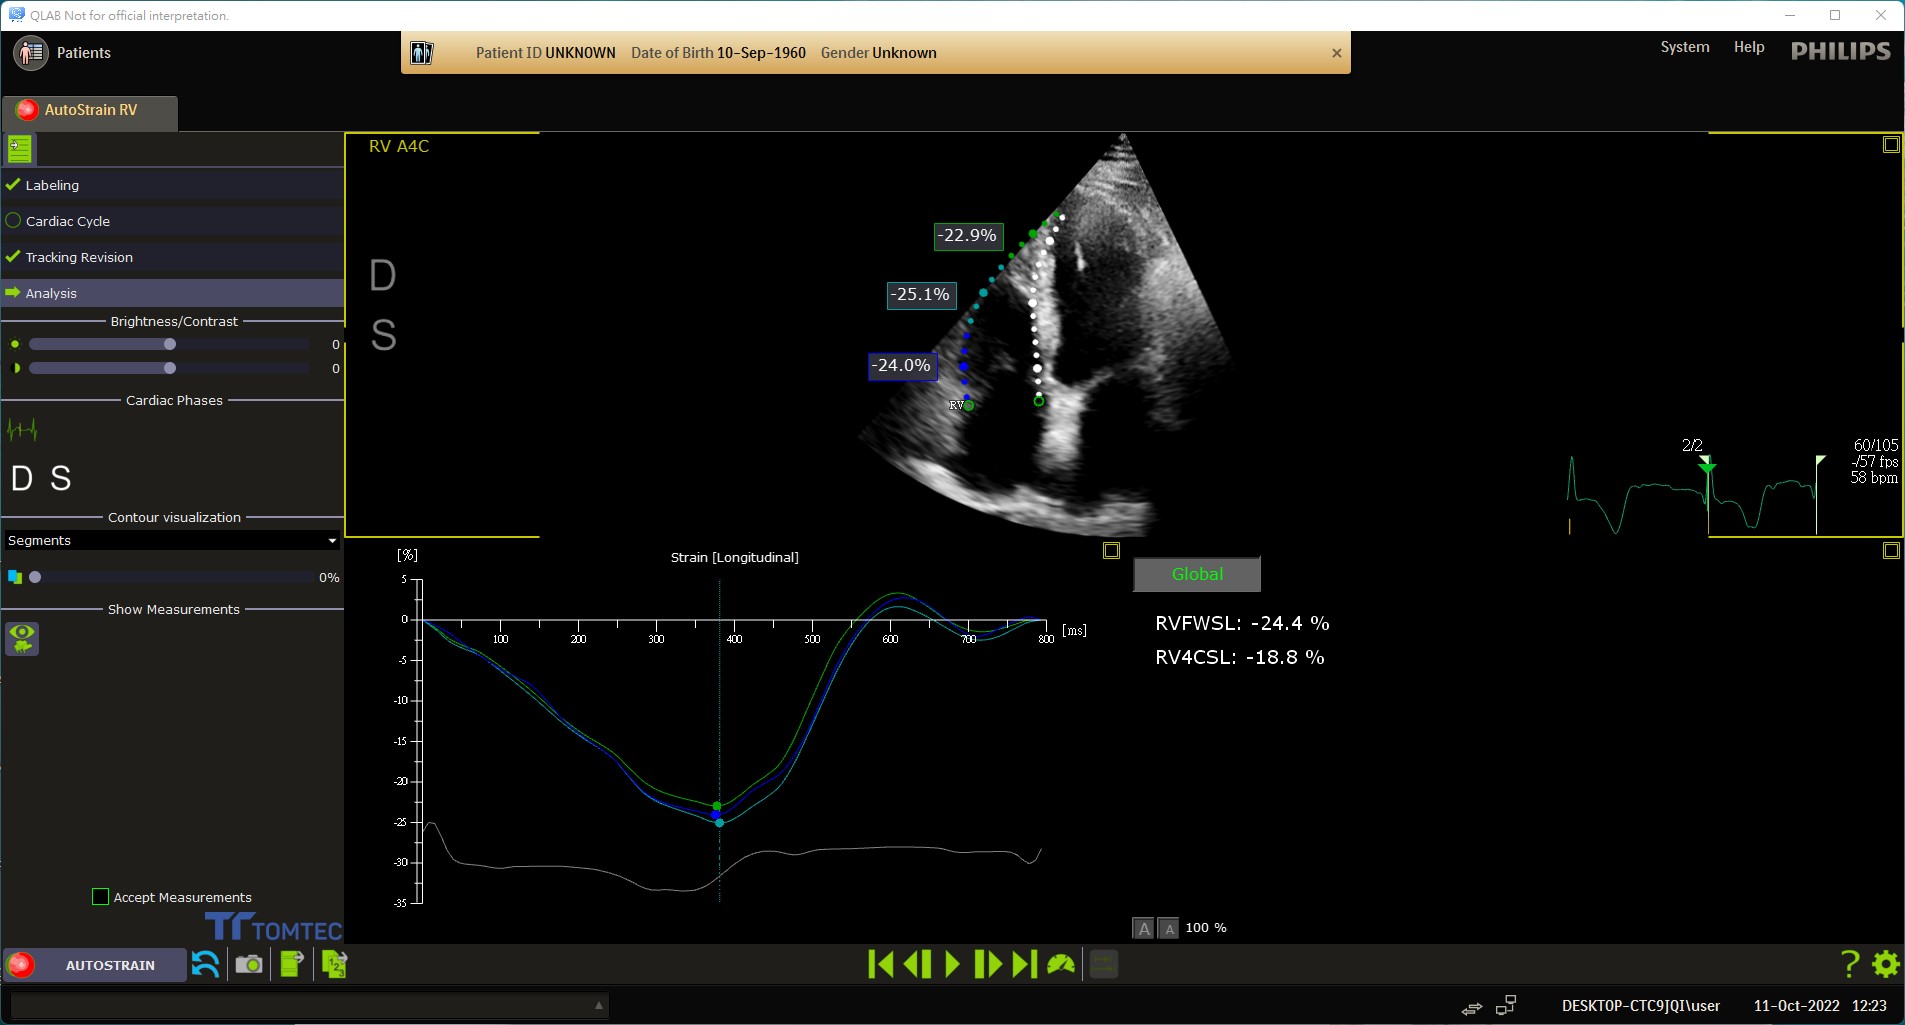 QLAB Not for official interpretation.
Patients
Patient ID UNKNOWN Date of Birth 10-Sep-1960 Gender Unknown
System Help PHILIPS
AutoStrain RV
Labeling
Cardiac Cycle
Tracking Revision
Analysis
Brightness/Contrast
0
0
Cardiac Phases
D S
Contour visualization
Segments
0%
Show Measurements
Accept Measurements
TOMTEC
RV A4C
D
S
-22.9%
-25.1%
-24.0%
RV
2/2
60/105
-/57 fps
58 bpm
[%]
Strain [Longitudinal]
5
0
-5
-10
-15
-20
-25
-30
-35
100 200 300 400 500 600 700 800 [ms]
Global
RVFWSL: -24.4 %
RV4CSL: -18.8 %
A A 100 %
AUTOSTRAIN
1 2 3
?
DESKTOP-CTC9JQI\user 11-Oct-2022 12:23